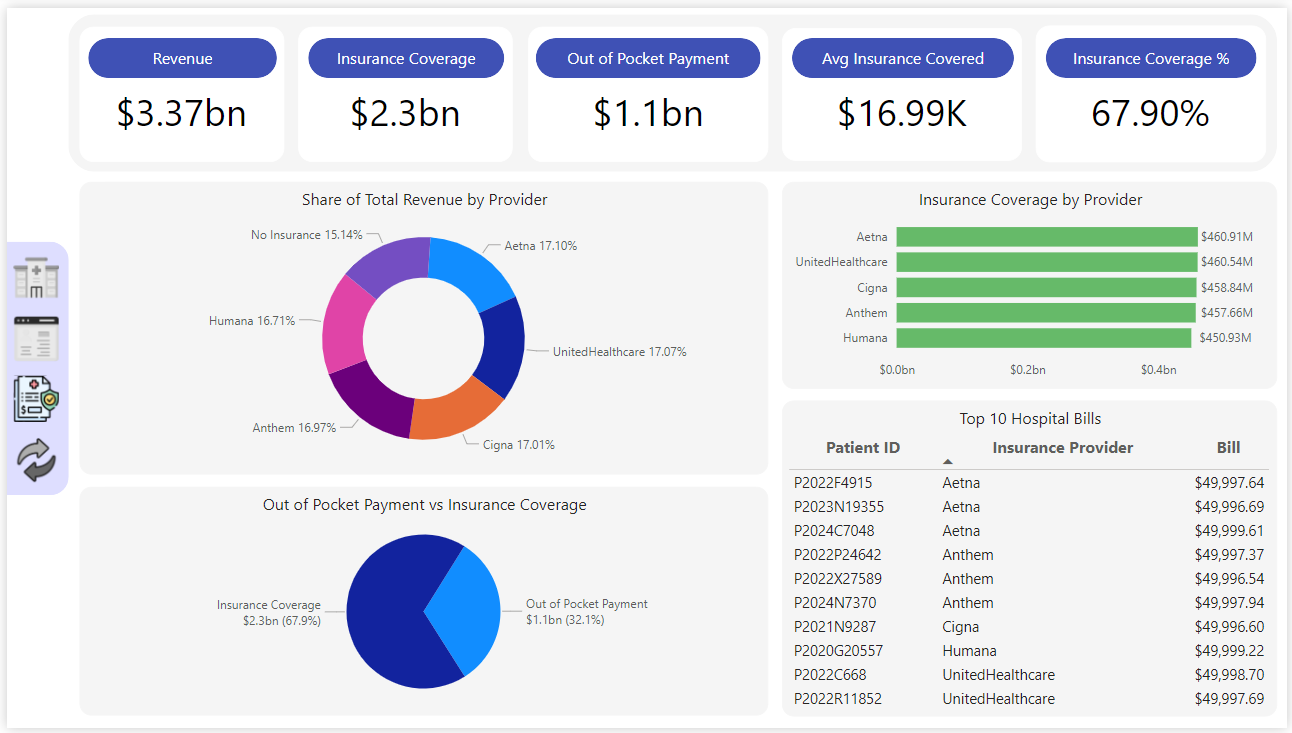 Revenue
$3.37bn
Insurance Coverage
$2.3bn
Out of Pocket Payment
$1.1bn
Avg Insurance Covered
$16.99K
Insurance Coverage %
67.90%
Share of Total Revenue by Provider
No Insurance 15.14%
Aetna 17.10%
Humana 16.71%
UnitedHealthcare 17.07%
Anthem 16.97%
Cigna 17.01%
Insurance Coverage by Provider
Aetna $460.91M
UnitedHealthcare $460.54M
Cigna $458.84M
Anthem $457.66M
Humana $450.93M
$0.0bn $0.2bn $0.4bn
Out of Pocket Payment vs Insurance Coverage
Insurance Coverage
$2.3bn (67.9%)
Out of Pocket Payment
$1.1bn (32.1%)
Top 10 Hospital Bills
Patient ID Insurance Provider Bill
P2022F4915 Aetna $49,997.64
P2023N19355 Aetna $49,996.69
P2024C7048 Aetna $49,999.61
P2022P24642 Anthem $49,997.37
P2022X27589 Anthem $49,996.54
P2024N7370 Anthem $49,997.94
P2021N9287 Cigna $49,996.60
P2020G20557 Humana $49,999.22
P2022C668 UnitedHealthcare $49,998.70
P2022R11852 UnitedHealthcare $49,997.69